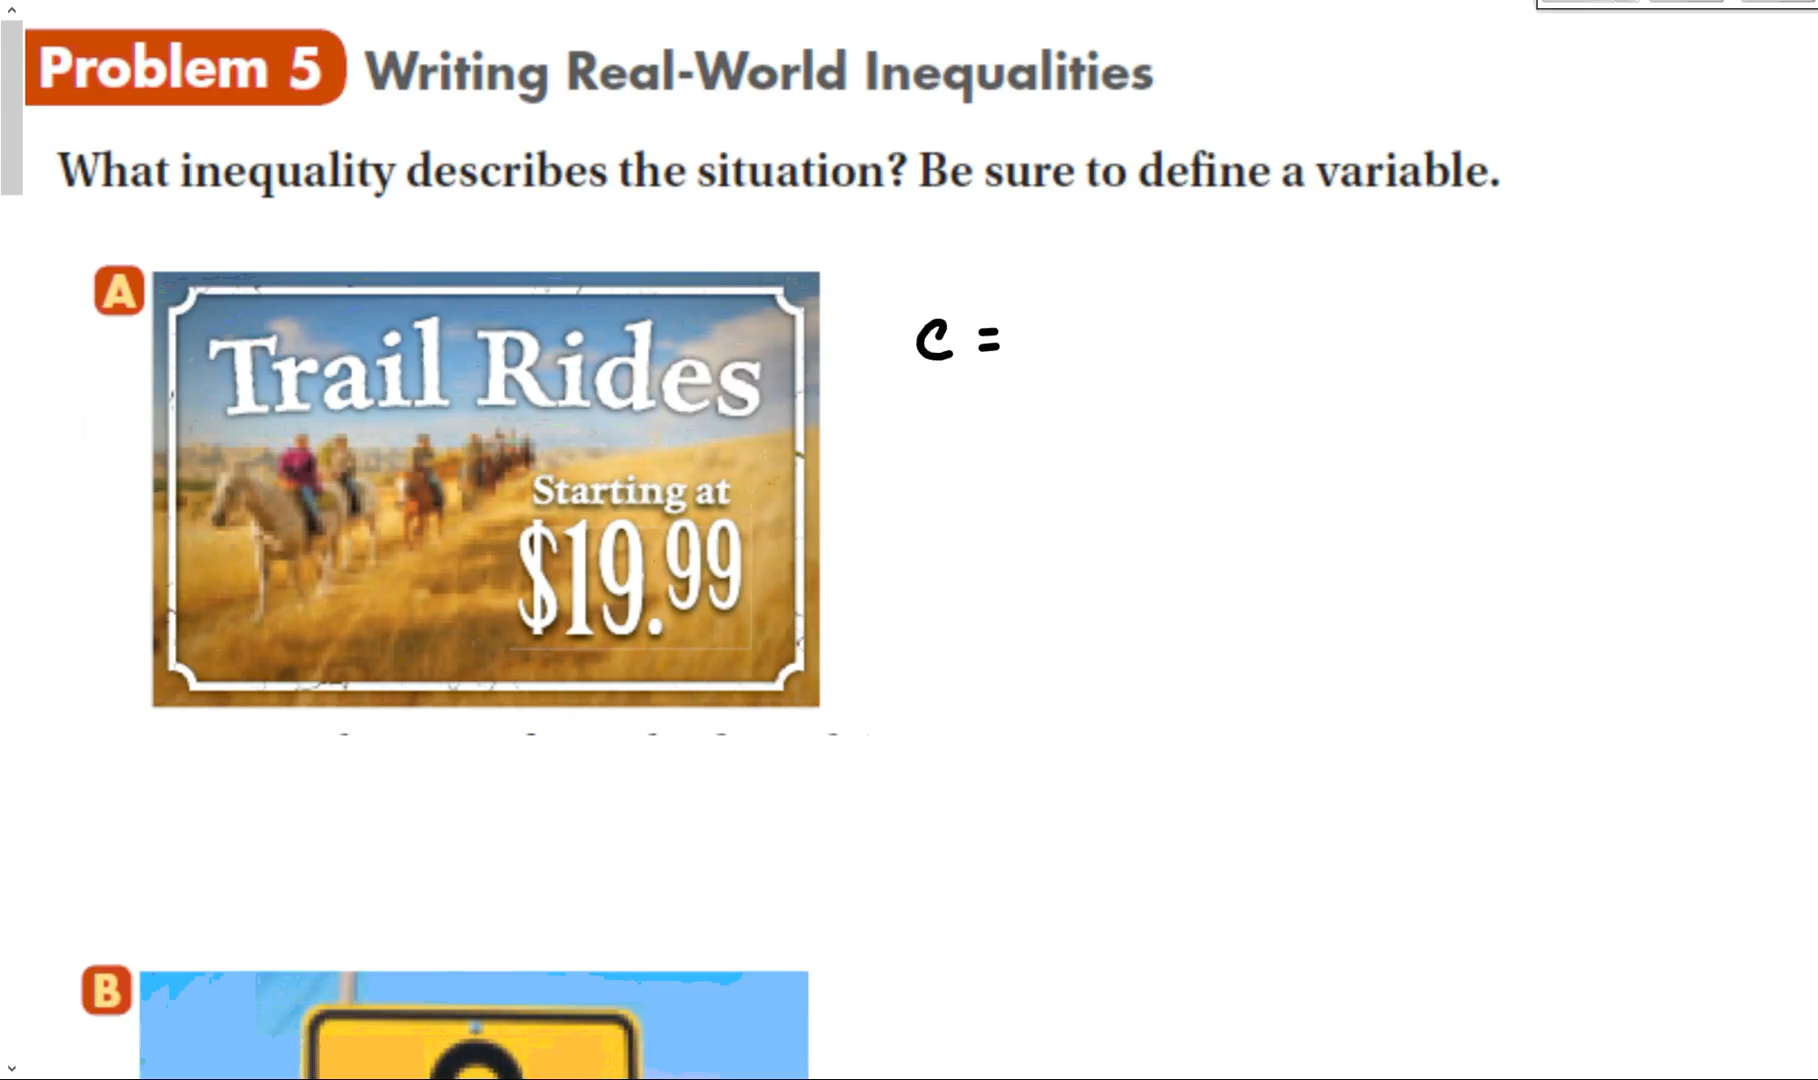 Problem 5 Writing Real-World Inequalities
What inequality describes the situation? Be sure to define a variable.
A
Trail Rides
Starting at
$19.99
c =
B